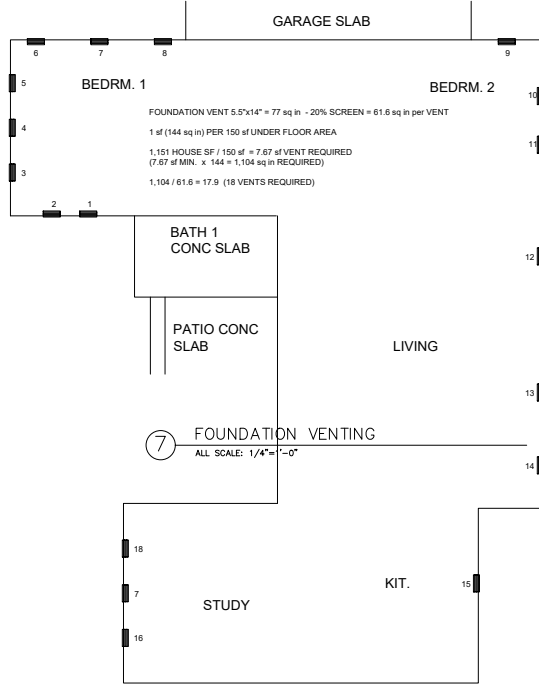 GARAGE SLAB
6
7
8
9
5
BEDRM. 1
BEDRM. 2
10
FOUNDATION VENT 5.5"x14" = 77 sq in - 20% SCREEN = 61.6 sq in per VENT
4
1 sf (144 sq in) PER 150 sf UNDER FLOOR AREA
11
1,151 HOUSE SF / 150 sf = 7.67 sf VENT REQUIRED
(7.67 sf MIN. x 144 = 1,104 sq in REQUIRED)
3
1,104 / 61.6 = 17.9 (18 VENTS REQUIRED)
2
1
BATH 1
CONC SLAB
12
PATIO CONC
SLAB
LIVING
13
7
FOUNDATION VENTING
ALL SCALE: 1/4"=1'-0"
14
18
7
16
STUDY
KIT.
15